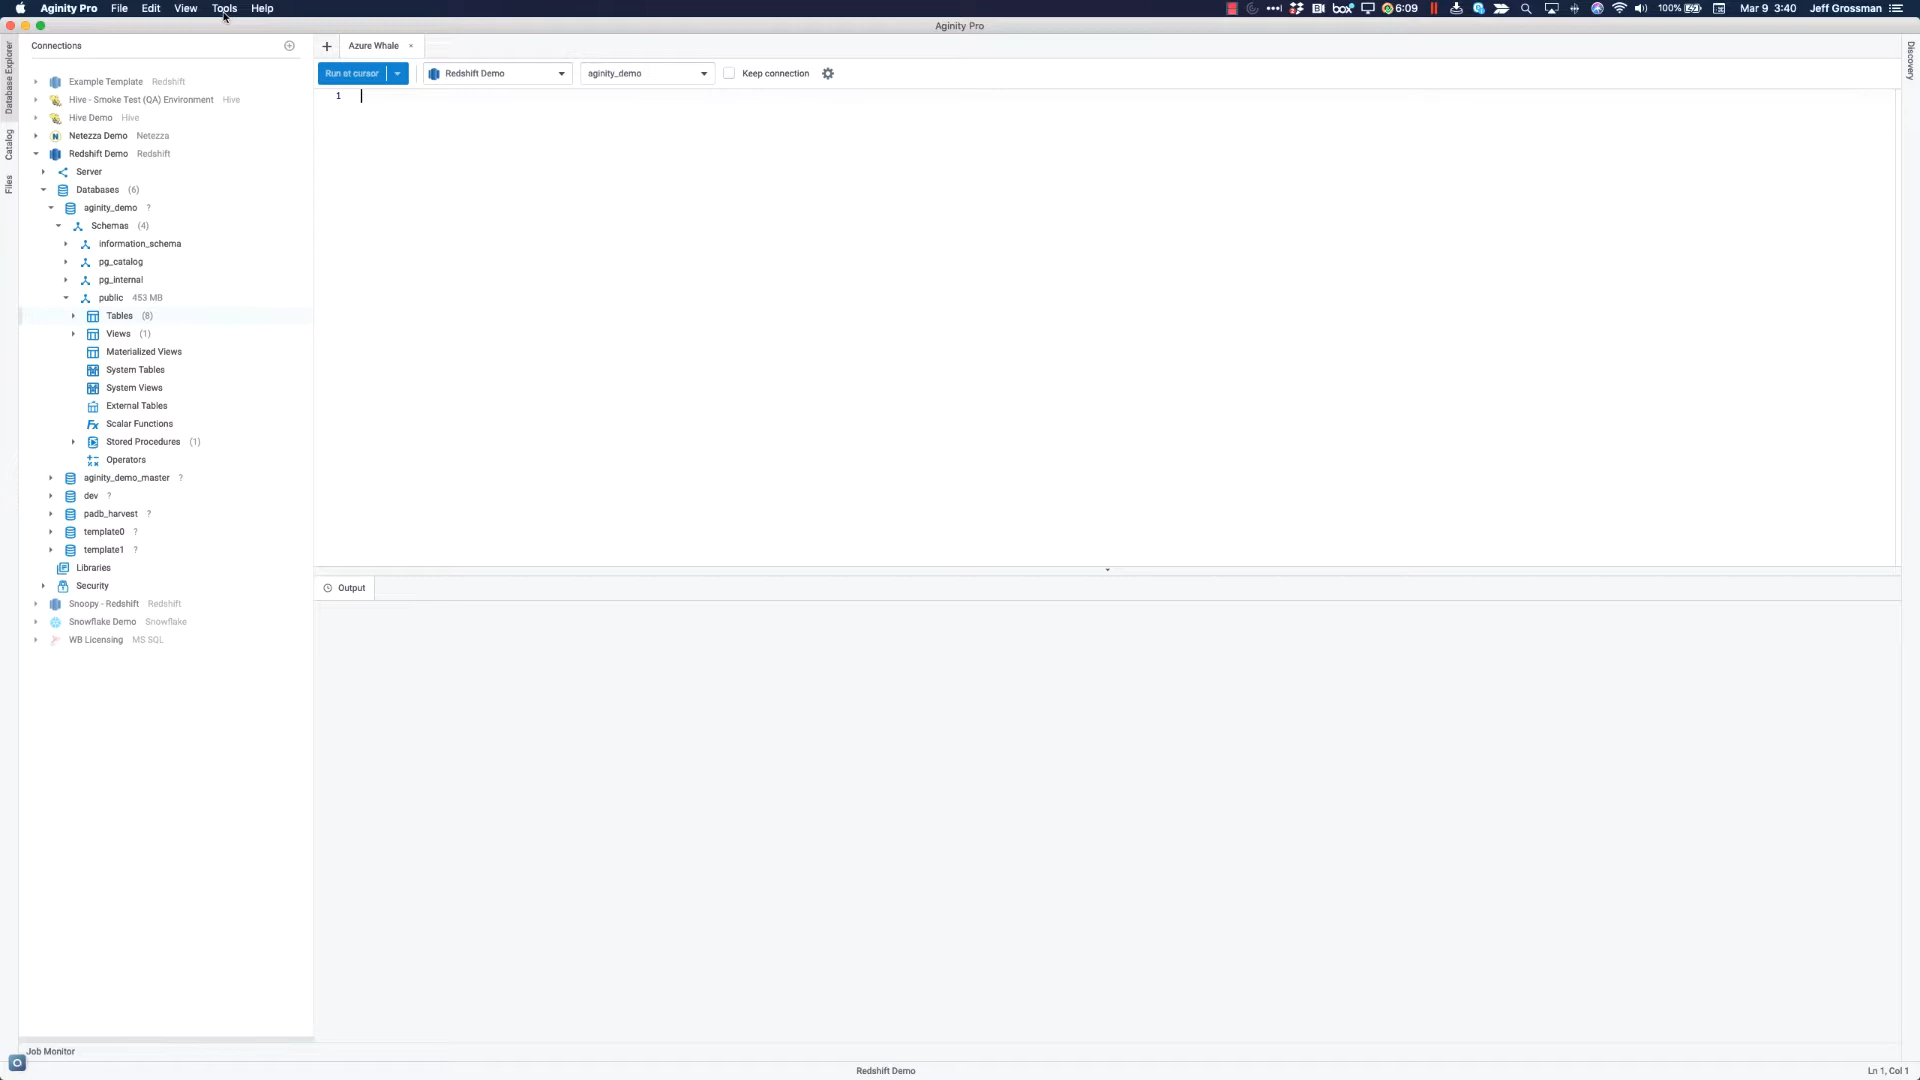 Aginity Pro File Edit View Tools Help
box 6:09 100% Mar 9 3:40 Jeff Grossman
Aginity Pro
Database Explorer
Catalog
Files
Connections
Example Template Redshift
Hive - Smoke Test (QA) Environment Hive
Hive Demo Hive
Netezza Demo Netezza
Redshift Demo Redshift
Server
Databases (6)
aginity_demo ?
Schemas (4)
information_schema
pg_catalog
pg_internal
public 453 MB
Tables (8)
Views (1)
Materialized Views
System Tables
System Views
External Tables
Scalar Functions
Stored Procedures (1)
Operators
aginity_demo_master ?
dev ?
padb_harvest ?
template0 ?
template1 ?
Libraries
Security
Snoopy - Redshift Redshift
Snowflake Demo Snowflake
WB Licensing MS SQL
Azure Whale ×
Run at cursor Redshift Demo aginity_demo Keep connection
1
Output
Discovery
Job Monitor
Redshift Demo
Ln 1, Col 1